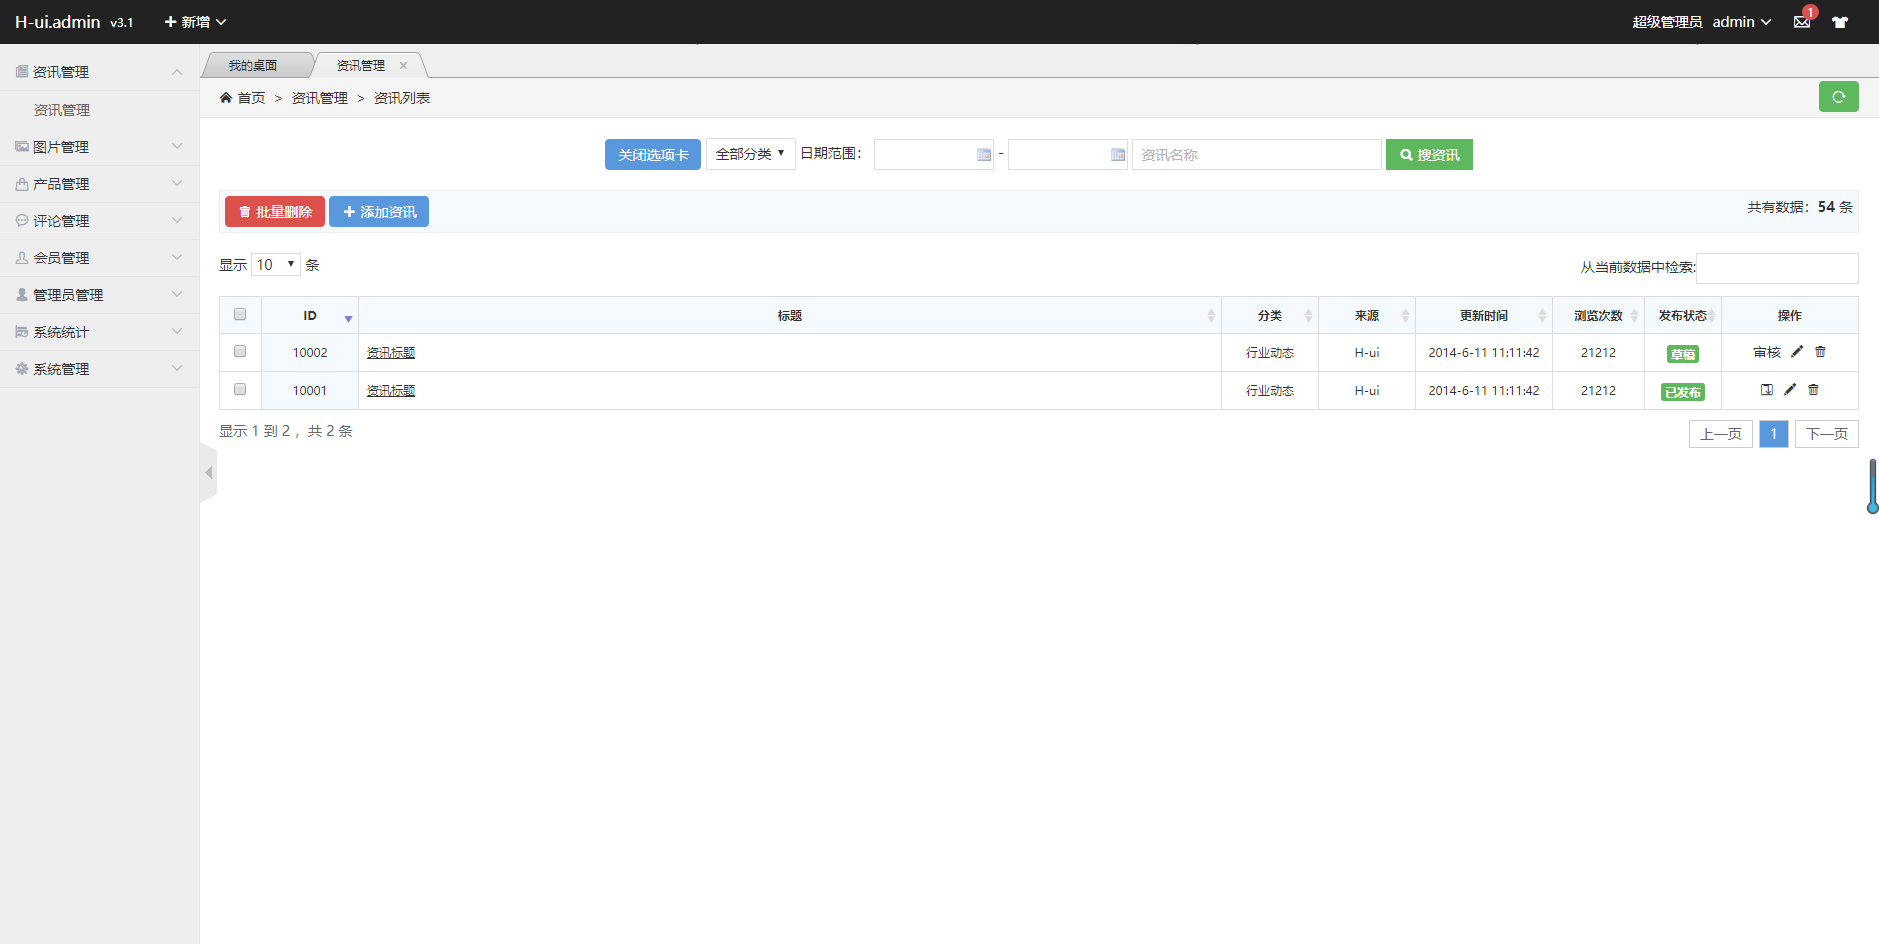 H-ui.admin v3.1 新增 超级管理员 admin 1
资讯管理
资讯管理
图片管理
产品管理
评论管理
会员管理
管理员管理
系统统计
系统管理
我的桌面 资讯管理
首页 > 资讯管理 > 资讯列表
关闭选项卡 全部分类 日期范围： - 资讯名称 搜资讯
批量删除 添加资讯 共有数据：54 条
显示 10 条 从当前数据中检索:
ID 标题 分类 来源 更新时间 浏览次数 发布状态 操作
10002 资讯标题 行业动态 H-ui 2014-6-11 11:11:42 21212 草稿 审核
10001 资讯标题 行业动态 H-ui 2014-6-11 11:11:42 21212 已发布
显示 1 到 2 ，共 2 条 上一页 1 下一页